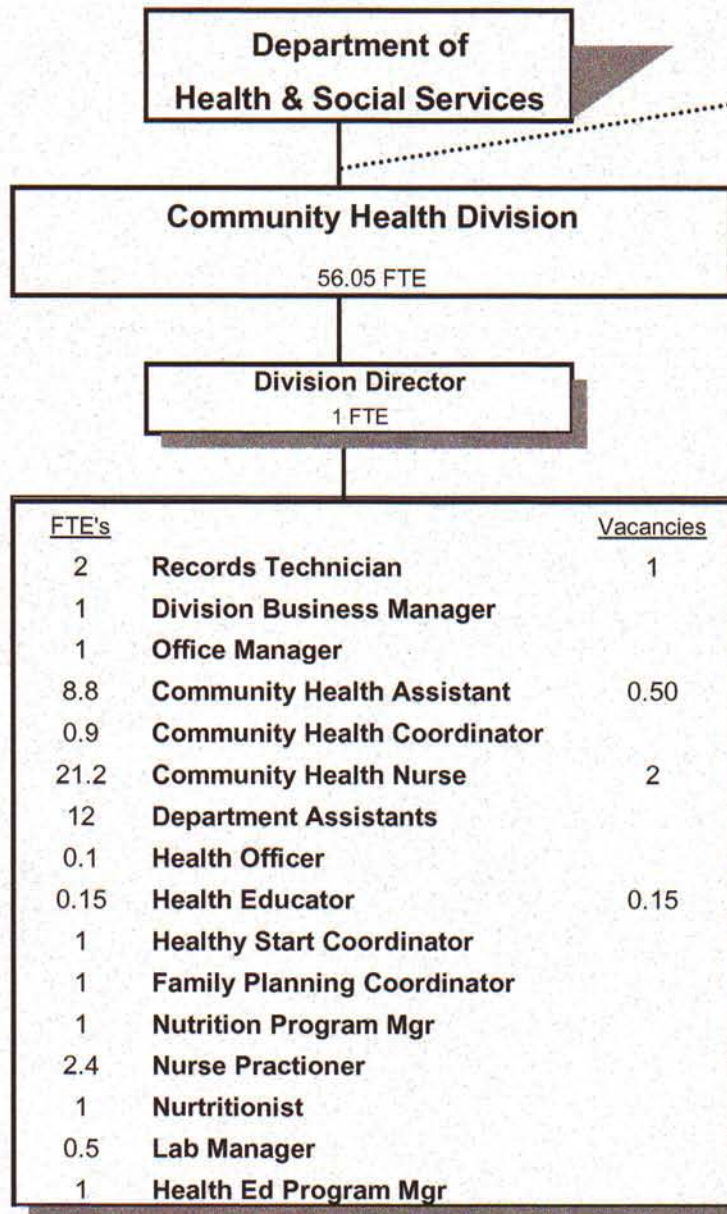 Department of
Health & Social Services
Community Health Division
56.05 FTE
Division Director
1 FTE
FTE's Vacancies
2 Records Technician 1
1 Division Business Manager
1 Office Manager
8.8 Community Health Assistant 0.50
0.9 Community Health Coordinator
21.2 Community Health Nurse 2
12 Department Assistants
0.1 Health Officer
0.15 Health Educator 0.15
1 Healthy Start Coordinator
1 Family Planning Coordinator
1 Nutrition Program Mgr
2.4 Nurse Practioner
1 Nurtritionist
0.5 Lab Manager
1 Health Ed Program Mgr